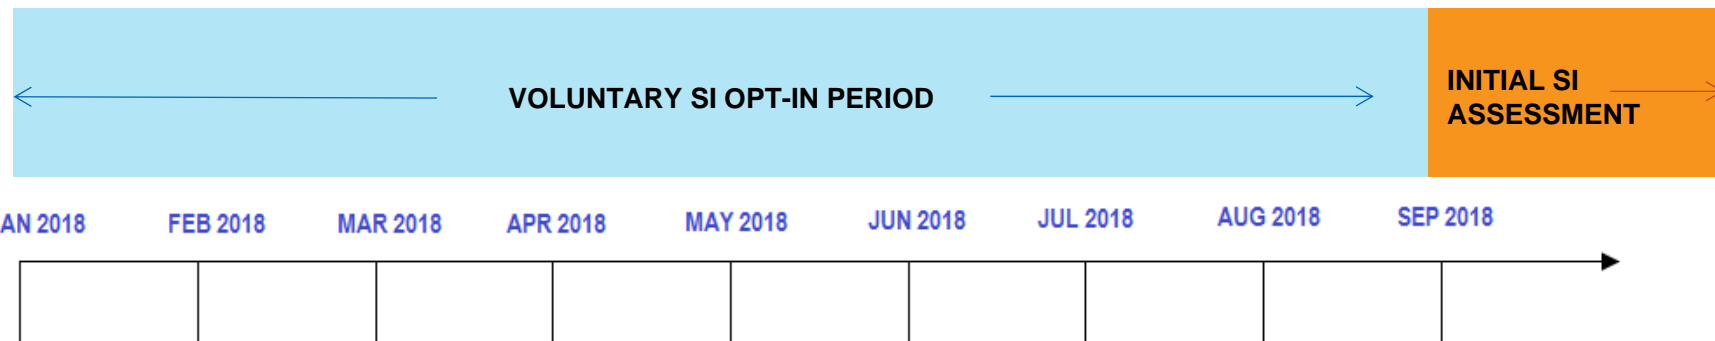 VOLUNTARY SI OPT-IN PERIOD
INITIAL SI
ASSESSMENT
AN 2018 FEB 2018 MAR 2018 APR 2018 MAY 2018 JUN 2018 JUL 2018 AUG 2018 SEP 2018